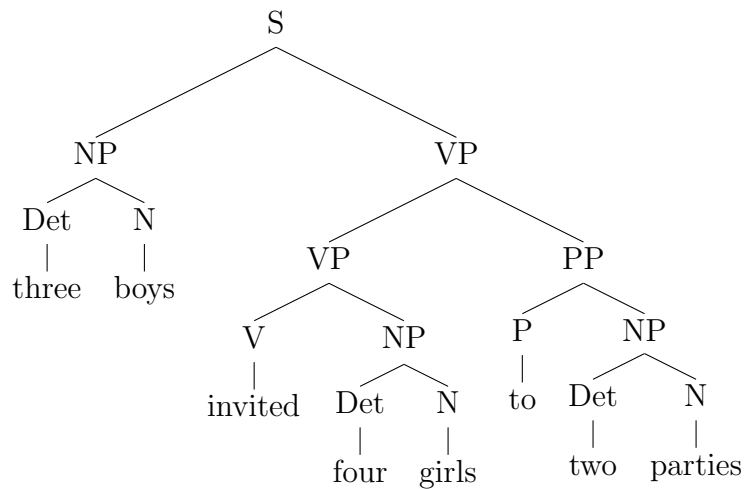 S
NP VP
Det N VP PP
three boys V NP P NP
invited Det N to Det N
four girls two parties